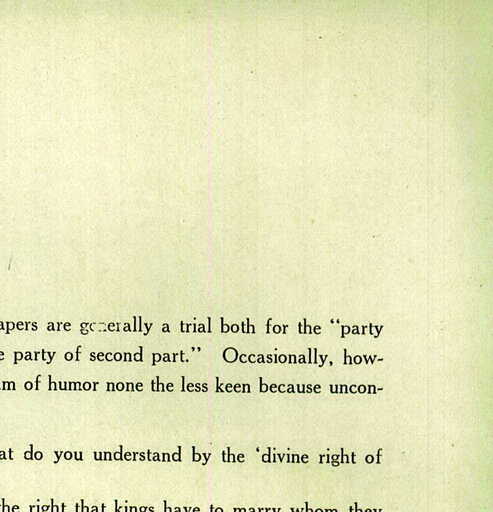 apers are generally a trial both for the “party
e party of second part.” Occasionally, how-
am of humor none the less keen because uncon-
at do you understand by the ‘divine right of
the right that kings have to marry whom they